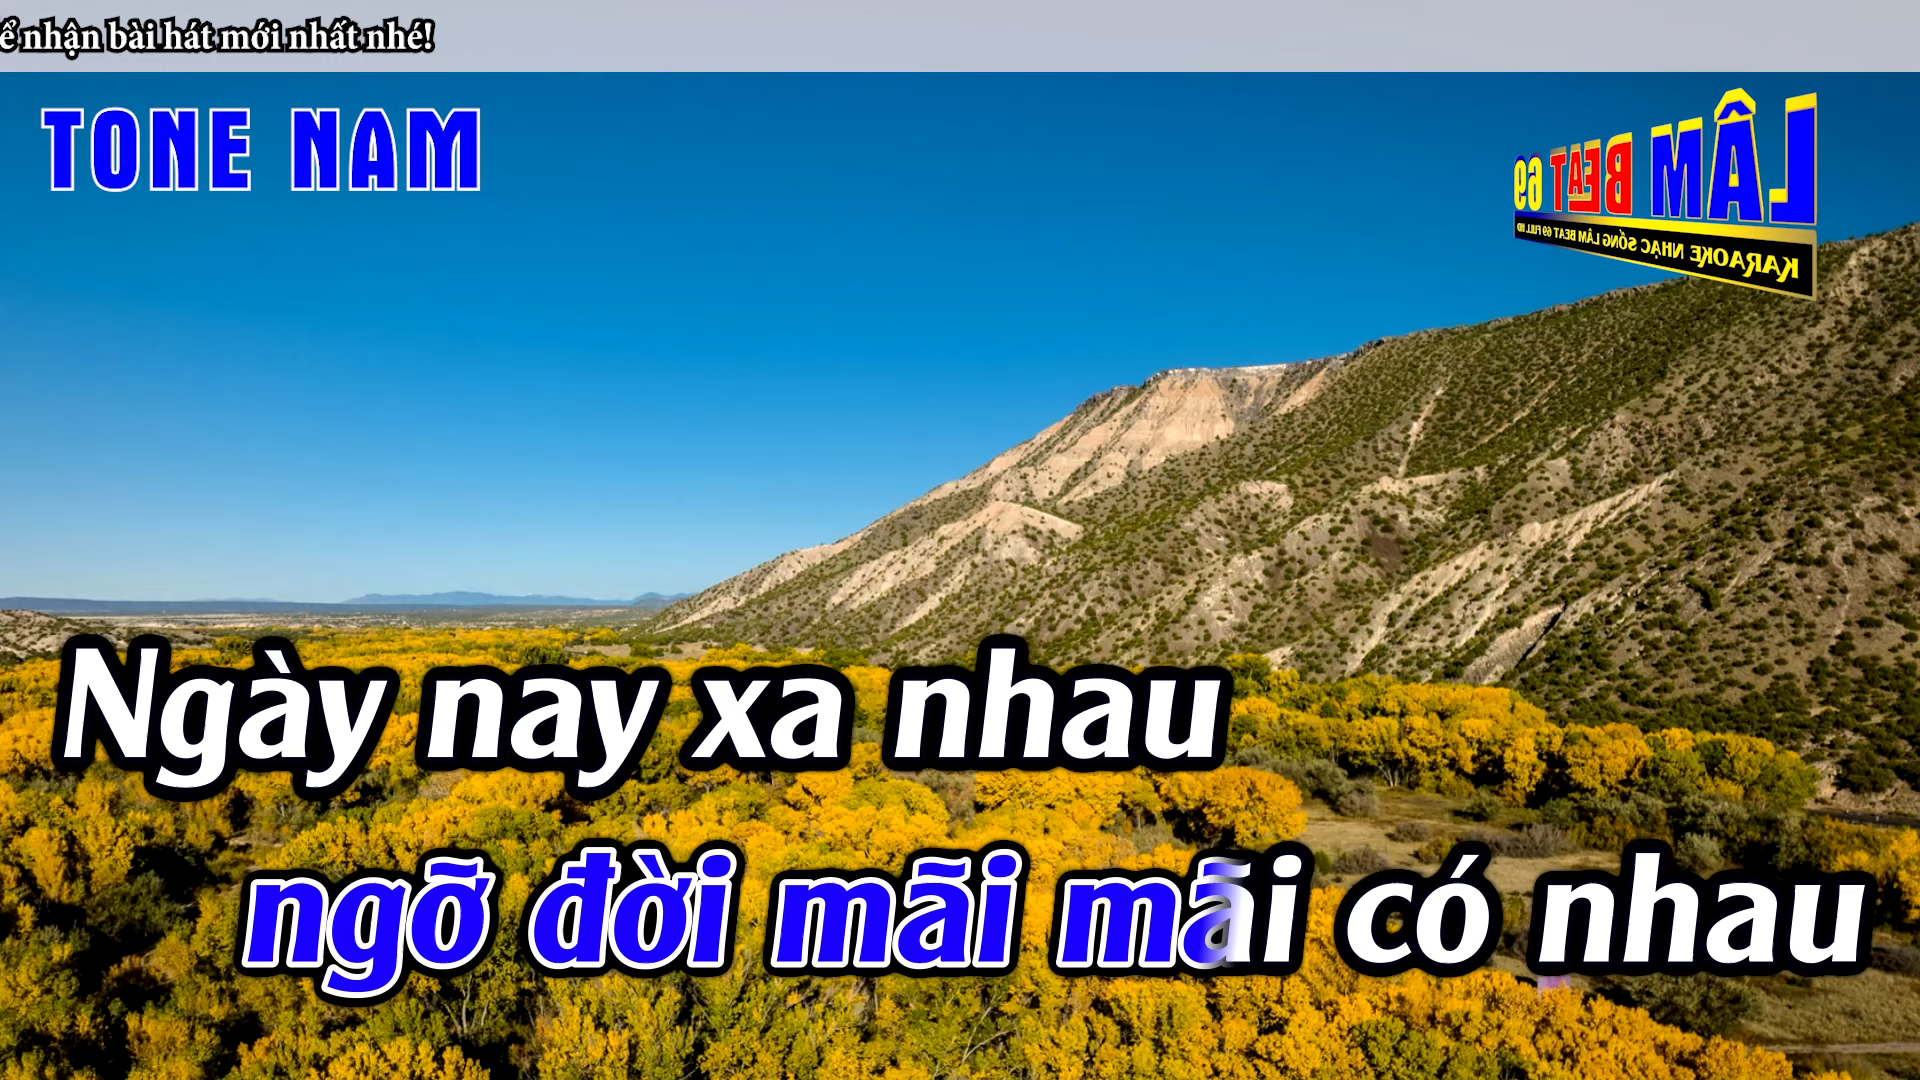 ể nhận bài hát mới nhất nhé!
TONE NAM
LÂM BEAT 69
KARAOKE NHẠC SỐNG LÂM BEAT 69 FULL HD
Ngày nay xa nhau
ngỡ đời mãi mãi có nhau